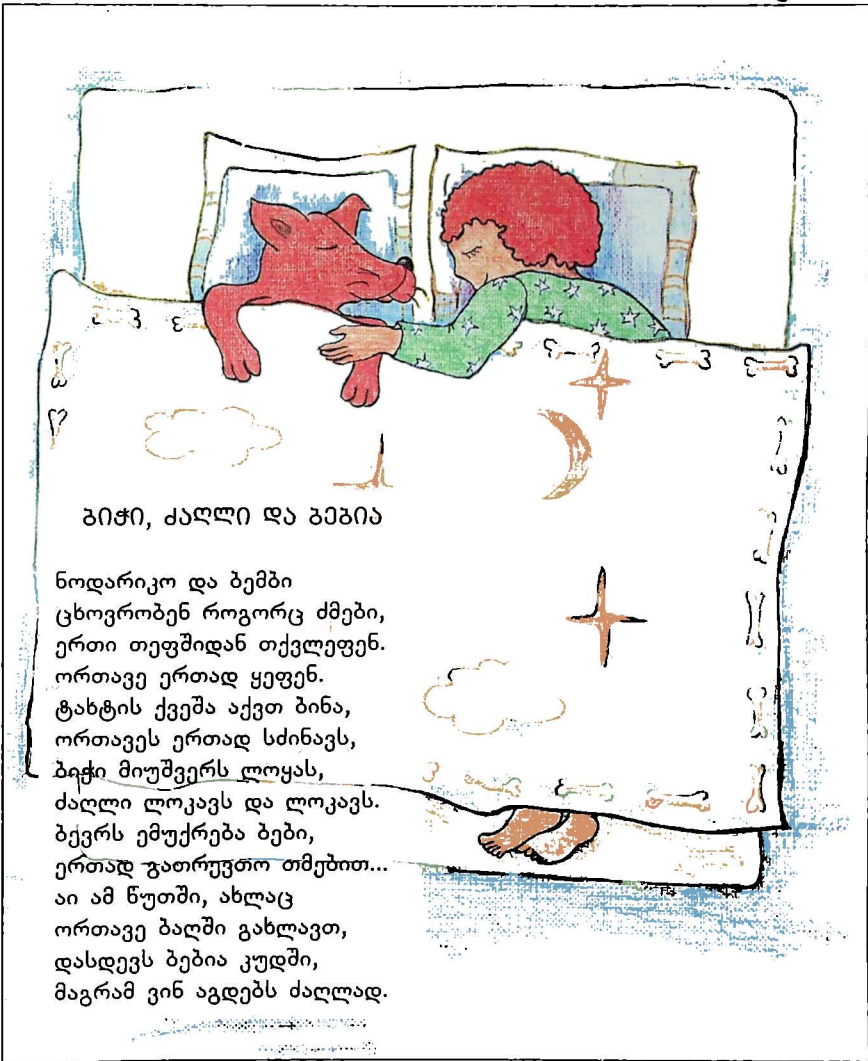 ბიჭი, ძაღლი და ბებია
ნოდარიკო და ბემბი
ცხოვრობენ როგორც ძმები,
ერთი თეფშიდან თქვლეფენ.
ორთავე ერთად ყეფენ.
ტახტის ქვეშა აქვთ ბინა,
ორთავეს ერთად სძინავს,
ბიჭი მიუშვერს ლოყას,
ძაღლი ლოკავს და ლოკავს.
ბევრს ემუქრება ბები,
ერთად გათრევთო თმებით...
აი ამ წუთში, ახლაც
ორთავე ბაღში გახლავთ,
დასდევს ბებია კუდში,
მაგრამ ვინ აგდებს ძაღლად.